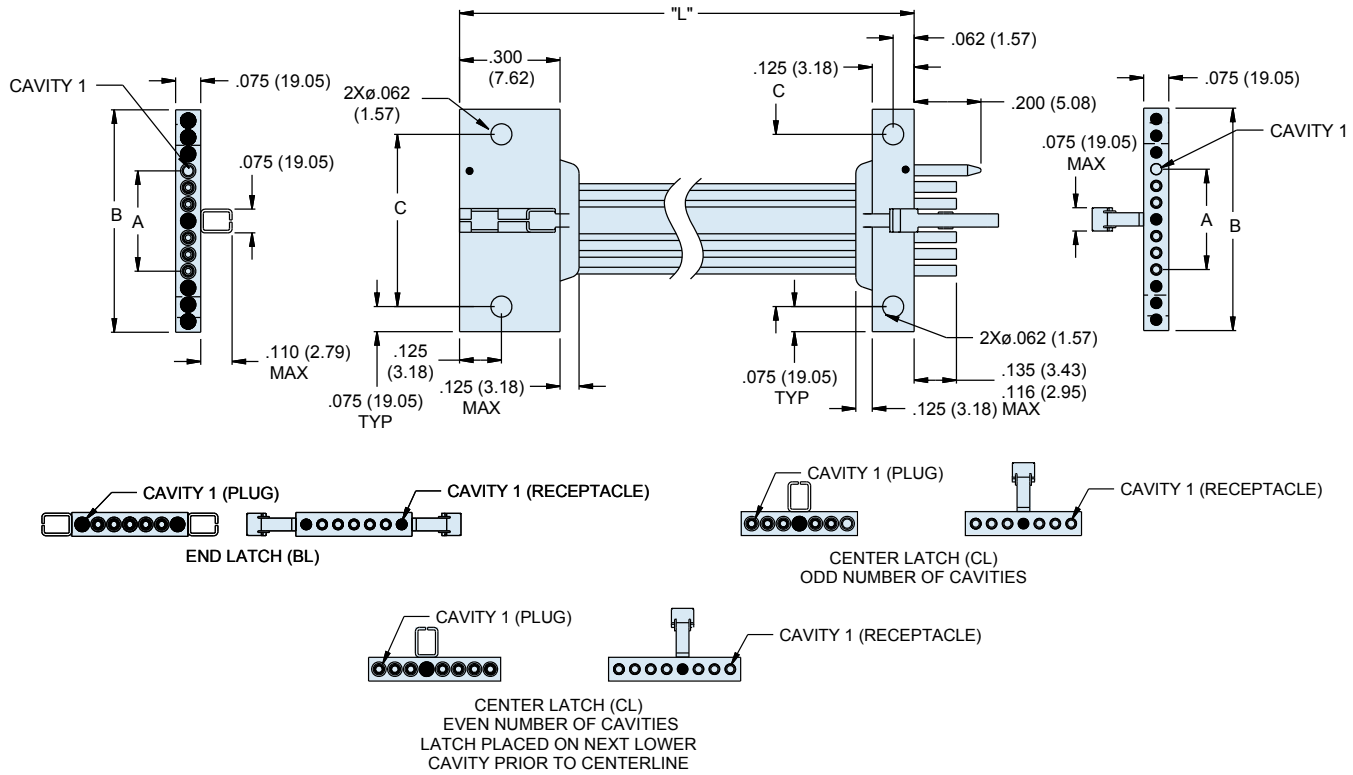 "L"
.062 (1.57)
.300
(7.62)
.125 (3.18)
.075 (19.05)
CAVITY 1
2Xø.062
(1.57)
C
.200 (5.08)
.075 (19.05)
CAVITY 1
.075 (19.05)
.075 (19.05)
MAX
B
A
C
A
B
.110 (2.79)
MAX
.125
(3.18)
.125 (3.18)
MAX
.075 (19.05)
TYP
2Xø.062 (1.57)
.075 (19.05)
TYP
.135 (3.43)
.116 (2.95)
.125 (3.18) MAX
CAVITY 1 (PLUG)
CAVITY 1 (RECEPTACLE)
END LATCH (BL)
CAVITY 1 (PLUG)
CAVITY 1 (RECEPTACLE)
CENTER LATCH (CL)
ODD NUMBER OF CAVITIES
CAVITY 1 (PLUG)
CAVITY 1 (RECEPTACLE)
CENTER LATCH (CL)
EVEN NUMBER OF CAVITIES
LATCH PLACED ON NEXT LOWER
CAVITY PRIOR TO CENTERLINE